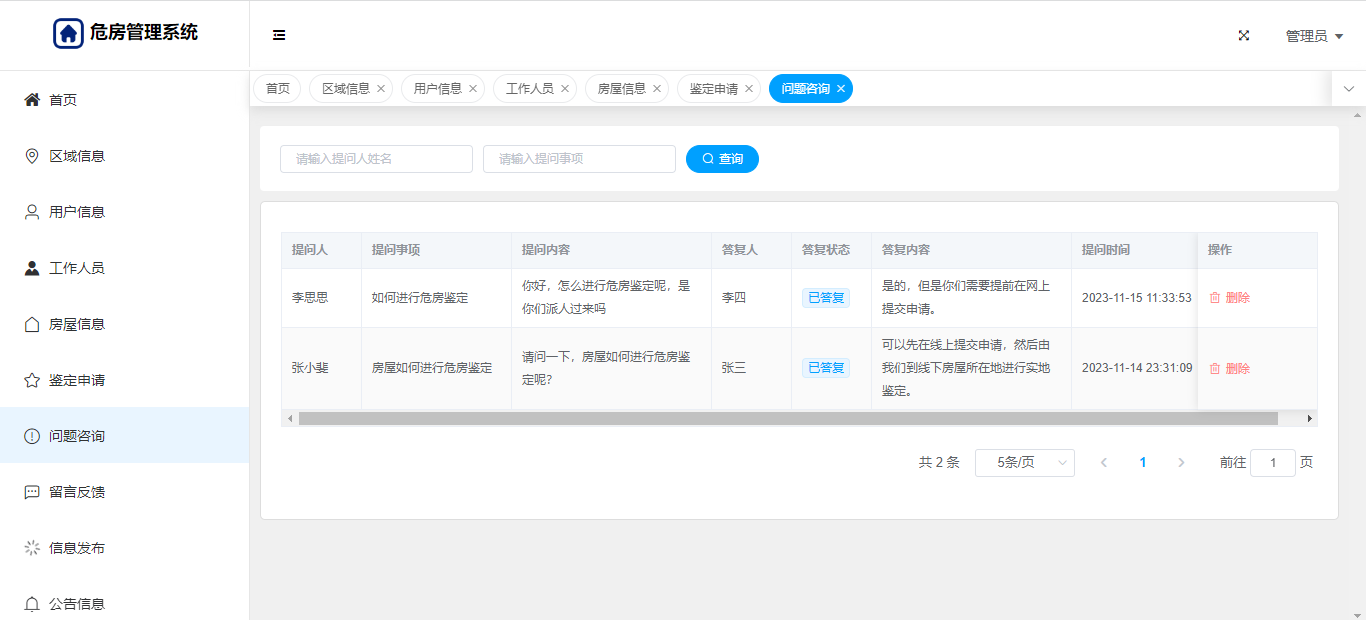 危房管理系统
管理员
首页
区域信息
用户信息
工作人员
房屋信息
鉴定申请
问题咨询
留言反馈
信息发布
公告信息
首页 区域信息 用户信息 工作人员 房屋信息 鉴定申请 问题咨询
请输入提问人姓名 请输入提问事项 查询
提问人 提问事项 提问内容 答复人 答复状态 答复内容 提问时间 操作
李思思 如何进行危房鉴定 你好，怎么进行危房鉴定呢，是
你们派人过来吗 李四 已答复 是的，但是你们需要提前在网上
提交申请。 2023-11-15 11:33:53 删除
张小斐 房屋如何进行危房鉴定 请问一下，房屋如何进行危房鉴
定呢？ 张三 已答复 可以先在线上提交申请，然后由
我们到线下房屋所在地进行实地
鉴定。 2023-11-14 23:31:09 删除
共 2 条 5条/页 1 前往 1 页